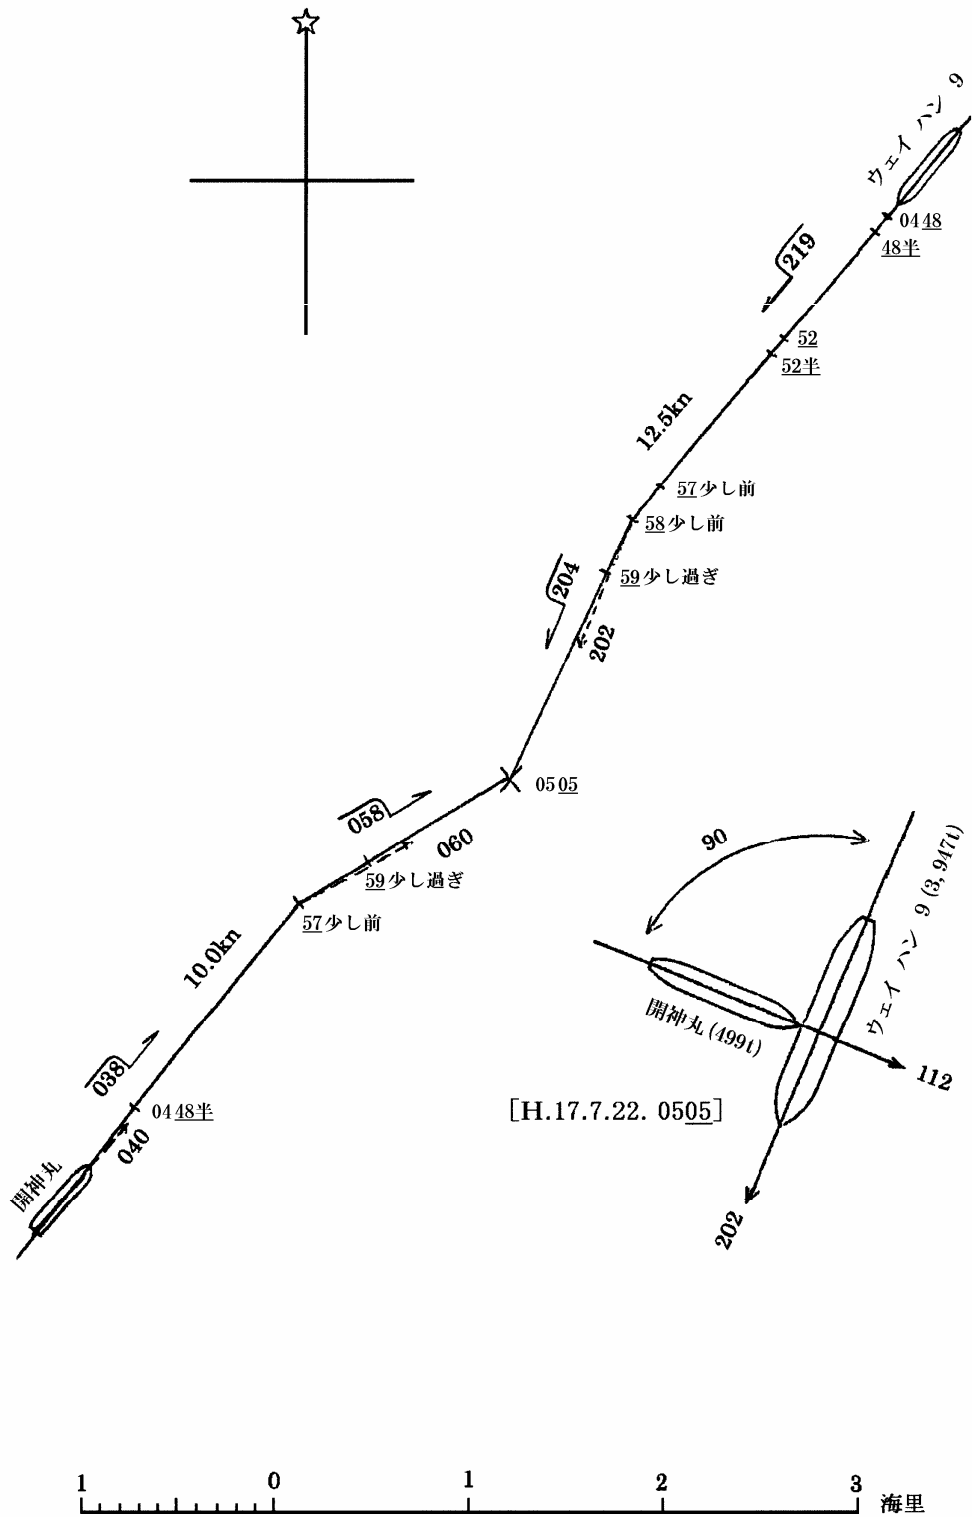 ウェイ ハン 9
0448
48半
219
52
52半
12.5kn
57少し前
58少し前
204
59少し過ぎ
202
0505
058
060
59少し過ぎ
57少し前
10.0kn
038
0448半
040
開神丸
90
ウェイ ハン 9 (3,947t)
開神丸(499t)
112
[H.17.7.22. 0505]
202
1 0 1 2 3 海里